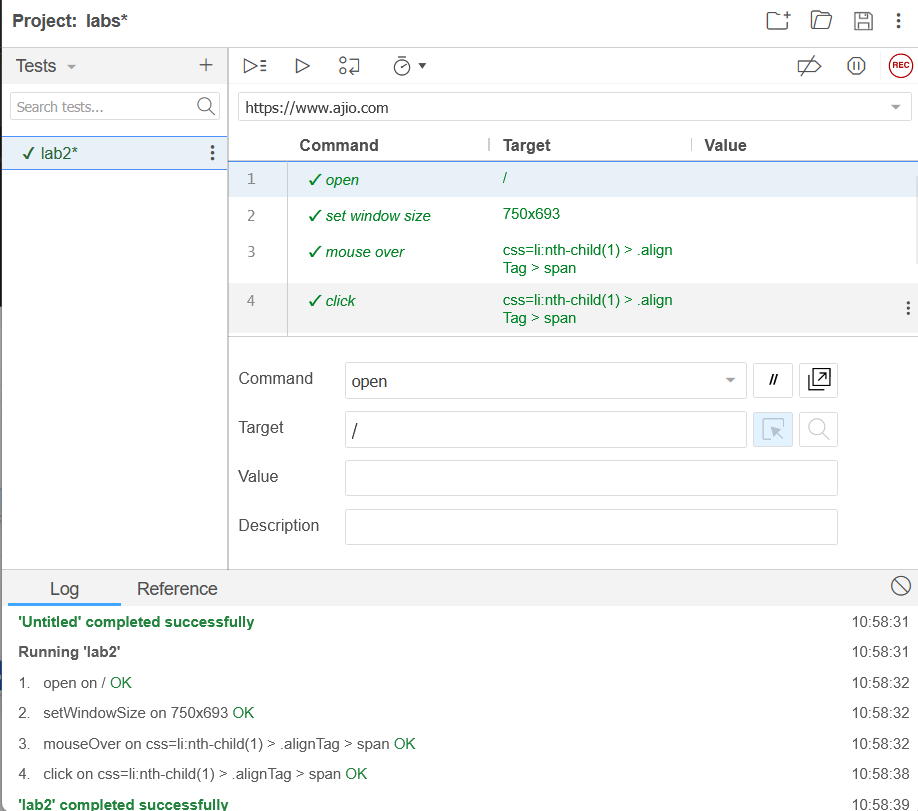 Project: labs*
Tests
+
Search tests...
✓ lab2*
REC
https://www.ajio.com
Command Target Value
1 ✓ open /
2 ✓ set window size 750x693
3 ✓ mouse over css=li:nth-child(1) > .align
Tag > span
4 ✓ click css=li:nth-child(1) > .align
Tag > span
Command open //
Target /
Value
Description
Log Reference
'Untitled' completed successfully 10:58:31
Running 'lab2' 10:58:31
1. open on / OK 10:58:32
2. setWindowSize on 750x693 OK 10:58:32
3. mouseOver on css=li:nth-child(1) > .alignTag > span OK 10:58:32
4. click on css=li:nth-child(1) > .alignTag > span OK 10:58:38
'lab2' completed successfully 10:58:39